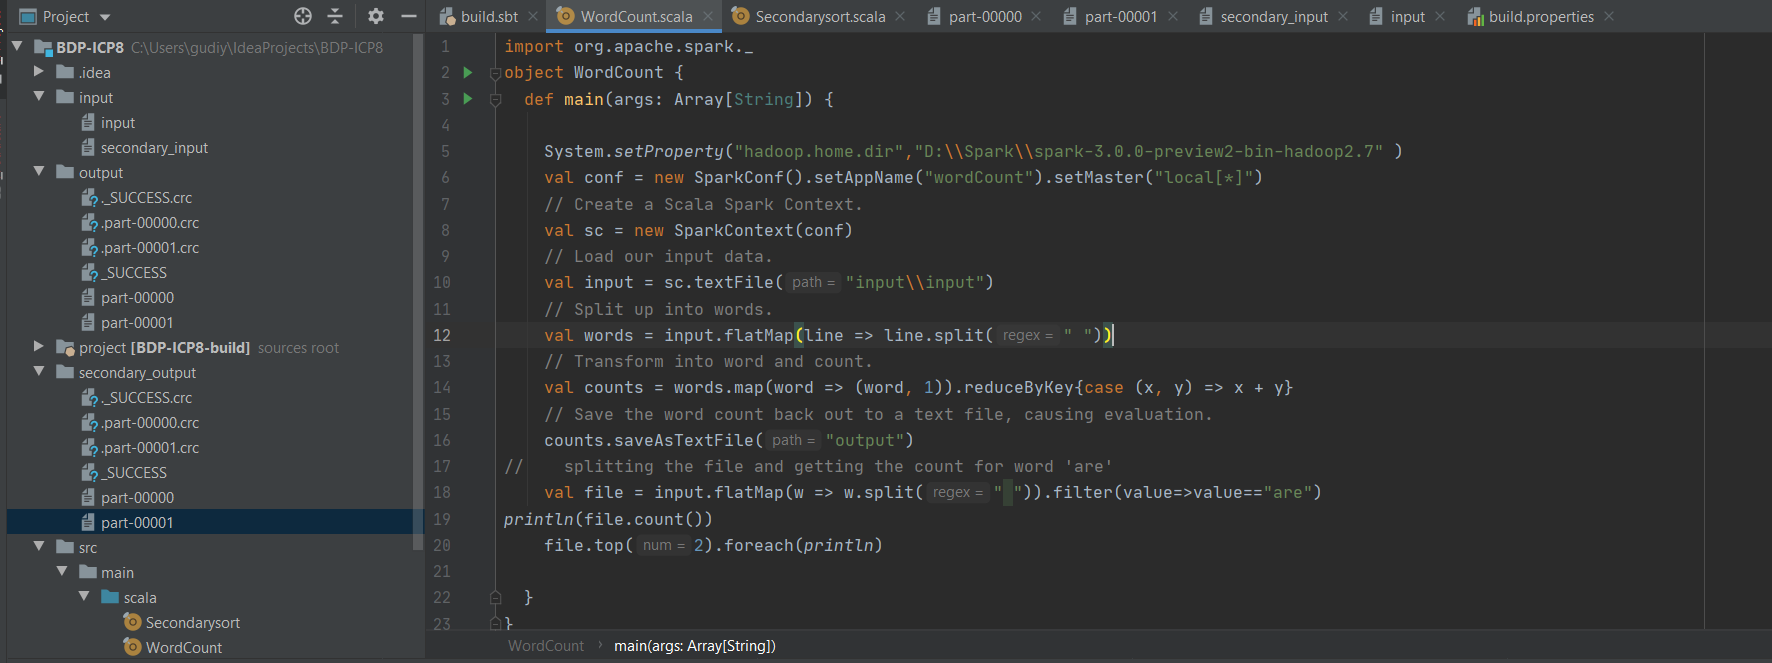 Project
BDP-ICP8 C:\Users\gudiy\IdeaProjects\BDP-ICP8
.idea
input
input
secondary_input
output
._SUCCESS.crc
.part-00000.crc
.part-00001.crc
_SUCCESS
part-00000
part-00001
project [BDP-ICP8-build] sources root
secondary_output
._SUCCESS.crc
.part-00000.crc
.part-00001.crc
_SUCCESS
part-00000
part-00001
src
main
scala
Secondarysort
WordCount
build.sbt WordCount.scala Secondarysort.scala part-00000 part-00001 secondary_input input build.properties
1 import org.apache.spark._
2 object WordCount {
3 def main(args: Array[String]) {
4
5 System.setProperty("hadoop.home.dir","D:\\Spark\\spark-3.0.0-preview2-bin-hadoop2.7" )
6 val conf = new SparkConf().setAppName("wordCount").setMaster("local[*]")
7 // Create a Scala Spark Context.
8 val sc = new SparkContext(conf)
9 // Load our input data.
10 val input = sc.textFile( path = "input\\input")
11 // Split up into words.
12 val words = input.flatMap(line => line.split( regex = " "))
13 // Transform into word and count.
14 val counts = words.map(word => (word, 1)).reduceByKey{case (x, y) => x + y}
15 // Save the word count back out to a text file, causing evaluation.
16 counts.saveAsTextFile( path = "output")
17 // splitting the file and getting the count for word 'are'
18 val file = input.flatMap(w => w.split( regex = " ")).filter(value=>value=="are")
19 println(file.count())
20 file.top( num = 2).foreach(println)
21
22 }
23 }
WordCount › main(args: Array[String])